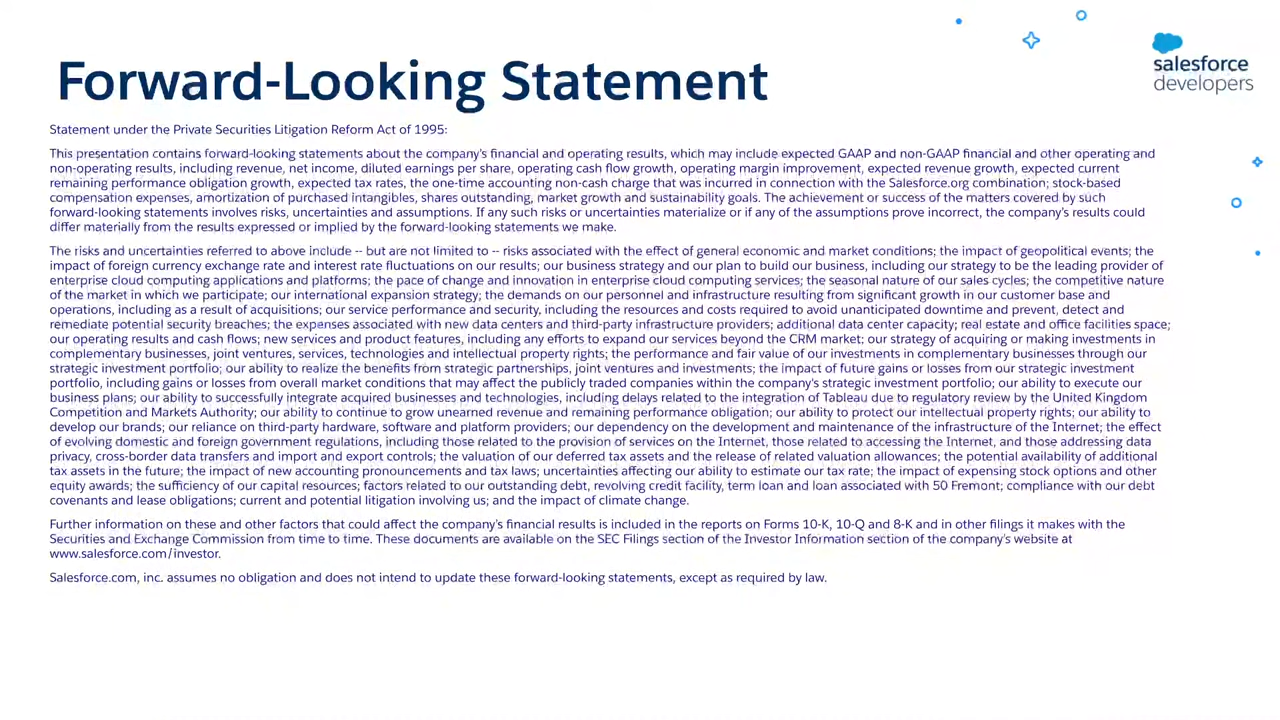 Forward-Looking Statement
salesforce
developers
Statement under the Private Securities Litigation Reform Act of 1995:
This presentation contains forward-looking statements about the company's financial and operating results, which may include expected GAAP and non-GAAP financial and other operating and
non-operating results, including revenue, net income, diluted earnings per share, operating cash flow growth, operating margin improvement, expected revenue growth, expected current
remaining performance obligation growth, expected tax rates, the one-time accounting non-cash charge that was incurred in connection with the Salesforce.org combination; stock-based
compensation expenses, amortization of purchased intangibles, shares outstanding, market growth and sustainability goals. The achievement or success of the matters covered by such
forward-looking statements involves risks, uncertainties and assumptions. If any such risks or uncertainties materialize or if any of the assumptions prove incorrect, the company's results could
differ materially from the results expressed or implied by the forward-looking statements we make.
The risks and uncertainties referred to above include -- but are not limited to -- risks associated with the effect of general economic and market conditions; the impact of geopolitical events; the
impact of foreign currency exchange rate and interest rate fluctuations on our results; our business strategy and our plan to build our business, including our strategy to be the leading provider of
enterprise cloud computing applications and platforms; the pace of change and innovation in enterprise cloud computing services; the seasonal nature of our sales cycles; the competitive nature
of the market in which we participate; our international expansion strategy; the demands on our personnel and infrastructure resulting from significant growth in our customer base and
operations, including as a result of acquisitions; our service performance and security, including the resources and costs required to avoid unanticipated downtime and prevent, detect and
remediate potential security breaches; the expenses associated with new data centers and third-party infrastructure providers; additional data center capacity; real estate and office facilities space;
our operating results and cash flows; new services and product features, including any efforts to expand our services beyond the CRM market; our strategy of acquiring or making investments in
complementary businesses, joint ventures, services, technologies and intellectual property rights; the performance and fair value of our investments in complementary businesses through our
strategic investment portfolio; our ability to realize the benefits from strategic partnerships, joint ventures and investments; the impact of future gains or losses from our strategic investment
portfolio, including gains or losses from overall market conditions that may affect the publicly traded companies within the company's strategic investment portfolio; our ability to execute our
business plans; our ability to successfully integrate acquired businesses and technologies, including delays related to the integration of Tableau due to regulatory review by the United Kingdom
Competition and Markets Authority; our ability to continue to grow unearned revenue and remaining performance obligation; our ability to protect our intellectual property rights; our ability to
develop our brands; our reliance on third-party hardware, software and platform providers; our dependency on the development and maintenance of the infrastructure of the Internet; the effect
of evolving domestic and foreign government regulations, including those related to the provision of services on the Internet, those related to accessing the Internet, and those addressing data
privacy, cross-border data transfers and import and export controls; the valuation of our deferred tax assets and the release of related valuation allowances; the potential availability of additional
tax assets in the future; the impact of new accounting pronouncements and tax laws; uncertainties affecting our ability to estimate our tax rate; the impact of expensing stock options and other
equity awards; the sufficiency of our capital resources; factors related to our outstanding debt, revolving credit facility, term loan and loan associated with 50 Fremont; compliance with our debt
covenants and lease obligations; current and potential litigation involving us; and the impact of climate change.
Further information on these and other factors that could affect the company's financial results is included in the reports on Forms 10-K, 10-Q and 8-K and in other filings it makes with the
Securities and Exchange Commission from time to time. These documents are available on the SEC Filings section of the Investor Information section of the company's website at
www.salesforce.com/investor.
Salesforce.com, inc. assumes no obligation and does not intend to update these forward-looking statements, except as required by law.